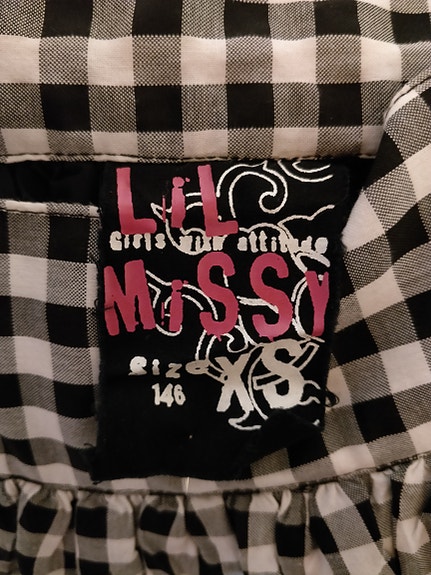 LiL
Girls with attitude
MiSSY
Size XS
146